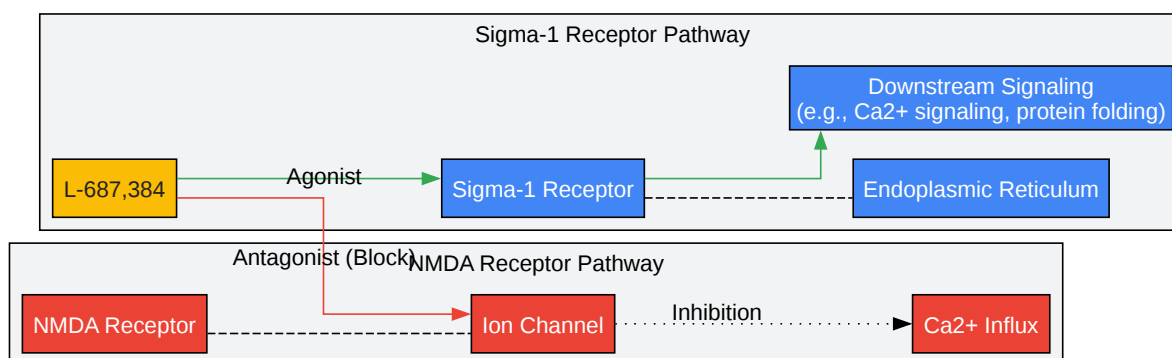 Sigma-1 Receptor Pathway
Downstream Signaling
(e.g., Ca2+ signaling, protein folding)
L-687,384
Agonist
Sigma-1 Receptor
Endoplasmic Reticulum
Antagonist (Block)
NMDA Receptor Pathway
NMDA Receptor
Ion Channel
Inhibition
Ca2+ Influx